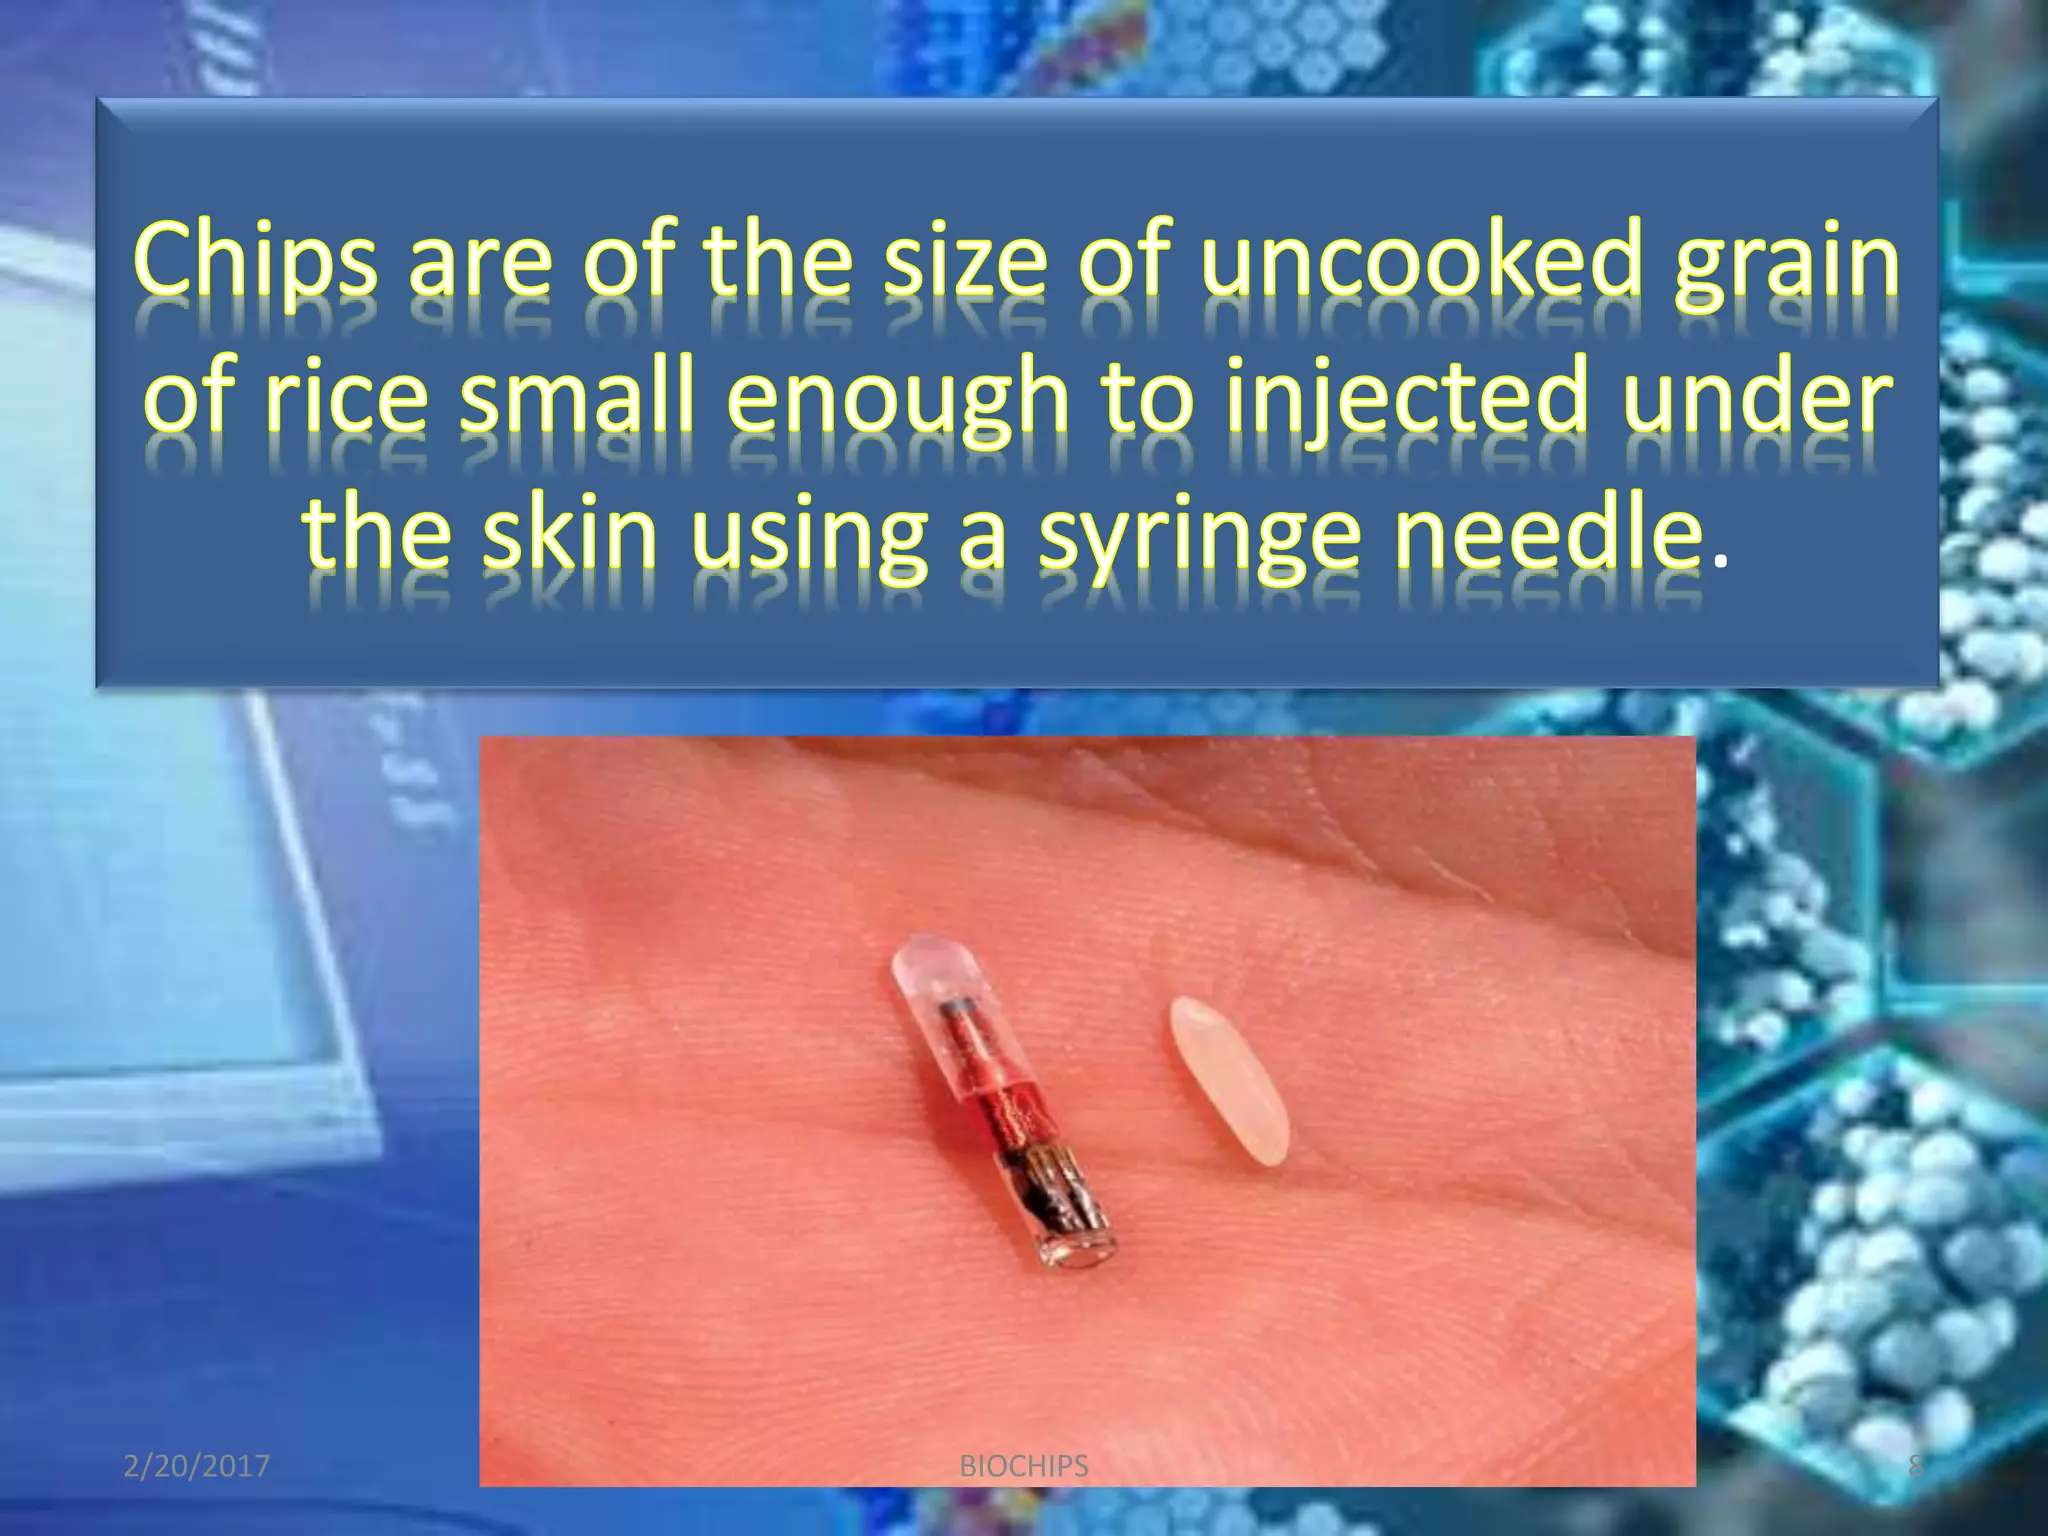 Chips are of the size of uncooked grain
of rice small enough to injected under
the skin using a syringe needle.
2/20/2017
BIOCHIPS
8